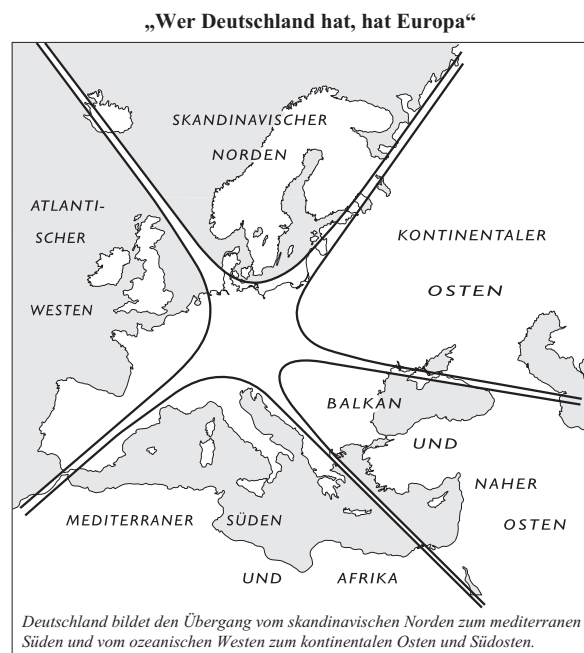 „Wer Deutschland hat, hat Europa“
SKANDINAVISCHER
NORDEN
ATLANTI-
SCHER
WESTEN
KONTINENTALER
OSTEN
BALKAN
UND
NAHER
OSTEN
MEDITERRANER SÜDEN
UND AFRIKA
Deutschland bildet den Übergang vom skandinavischen Norden zum mediterranen
Süden und vom ozeanischen Westen zum kontinentalen Osten und Südosten.